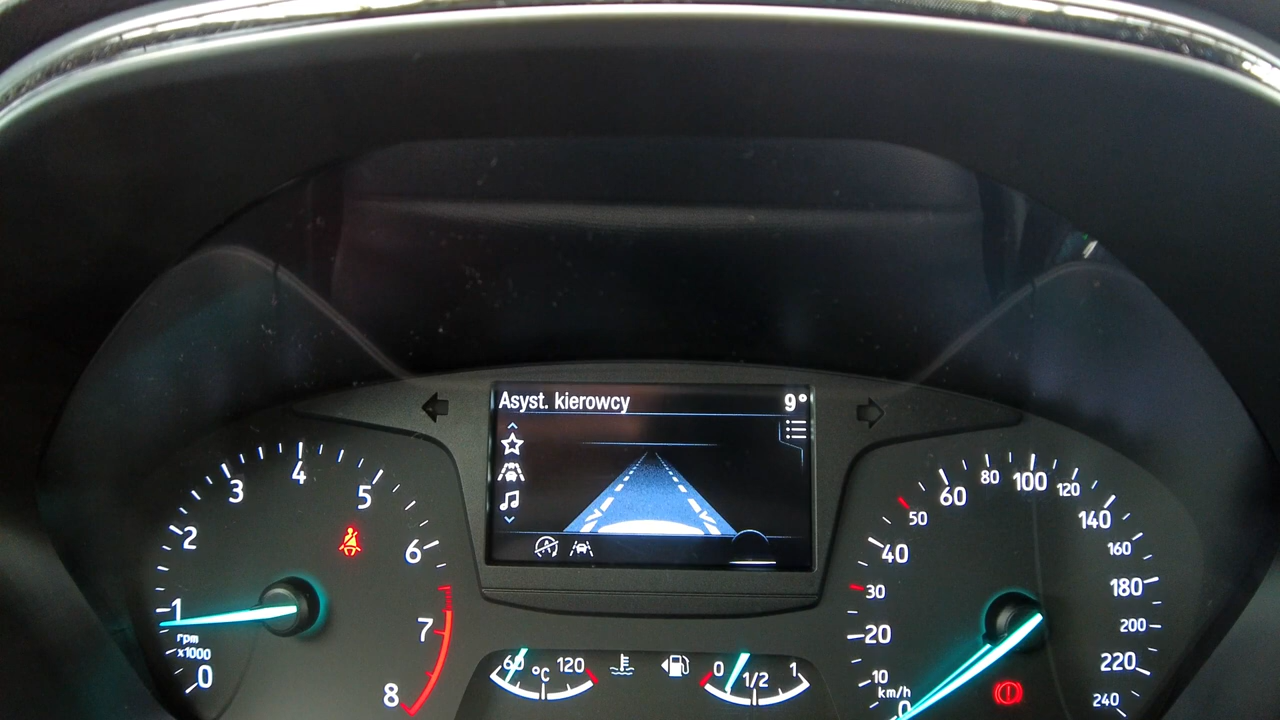 Asyst. kierowcy 9°
0 1 2 3 4 5 6 7 8
rpm
x1000
60 °C 120
0 1/2 1
0 10 20 30 40 50 60 80 100 120 140 160 180 200 220 240
km/h